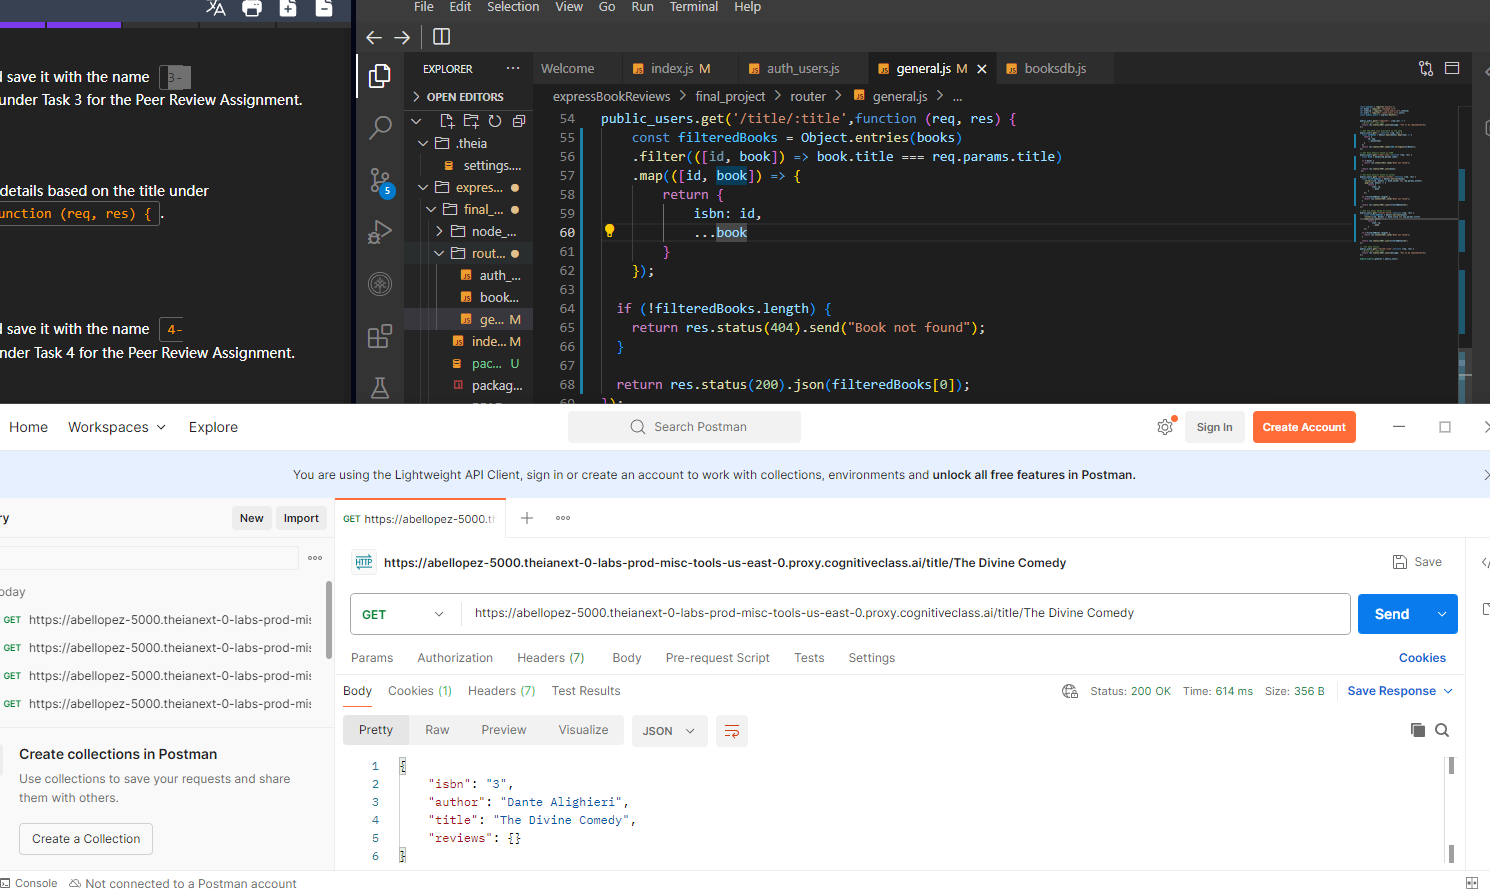 d save it with the name 3-
under Task 3 for the Peer Review Assignment.
details based on the title under
unction (req, res) { .
d save it with the name 4-
nder Task 4 for the Peer Review Assignment.
File Edit Selection View Go Run Terminal Help
EXPLORER ...
OPEN EDITORS
.theia
settings....
expres...
final_...
node_...
rout...
auth_...
book...
ge... M
inde... M
pac... U
packag...
5
Welcome index.js M auth_users.js general.js M booksdb.js
expressBookReviews > final_project > router > general.js > ...
54 public_users.get('/title/:title',function (req, res) {
55 const filteredBooks = Object.entries(books)
56 .filter(([id, book]) => book.title === req.params.title)
57 .map(([id, book]) => {
58 return {
59 isbn: id,
60 ...book
61 }
62 });
63
64 if (!filteredBooks.length) {
65 return res.status(404).send("Book not found");
66 }
67
68 return res.status(200).json(filteredBooks[0]);
69 });
Home Workspaces Explore Search Postman Sign In Create Account
You are using the Lightweight API Client, sign in or create an account to work with collections, environments and unlock all free features in Postman.
ry New Import
oday
GET https://abellopez-5000.theianext-0-labs-prod-mis
GET https://abellopez-5000.theianext-0-labs-prod-mis
GET https://abellopez-5000.theianext-0-labs-prod-mis
GET https://abellopez-5000.theianext-0-labs-prod-mis
Create collections in Postman
Use collections to save your requests and share
them with others.
Create a Collection
GET https://abellopez-5000.th
HTTP https://abellopez-5000.theianext-0-labs-prod-misc-tools-us-east-0.proxy.cognitiveclass.ai/title/The Divine Comedy Save
GET https://abellopez-5000.theianext-0-labs-prod-misc-tools-us-east-0.proxy.cognitiveclass.ai/title/The Divine Comedy Send
Params Authorization Headers (7) Body Pre-request Script Tests Settings Cookies
Body Cookies (1) Headers (7) Test Results Status: 200 OK Time: 614 ms Size: 356 B Save Response
Pretty Raw Preview Visualize JSON
1 {
2 "isbn": "3",
3 "author": "Dante Alighieri",
4 "title": "The Divine Comedy",
5 "reviews": {}
6 }
Console Not connected to a Postman account